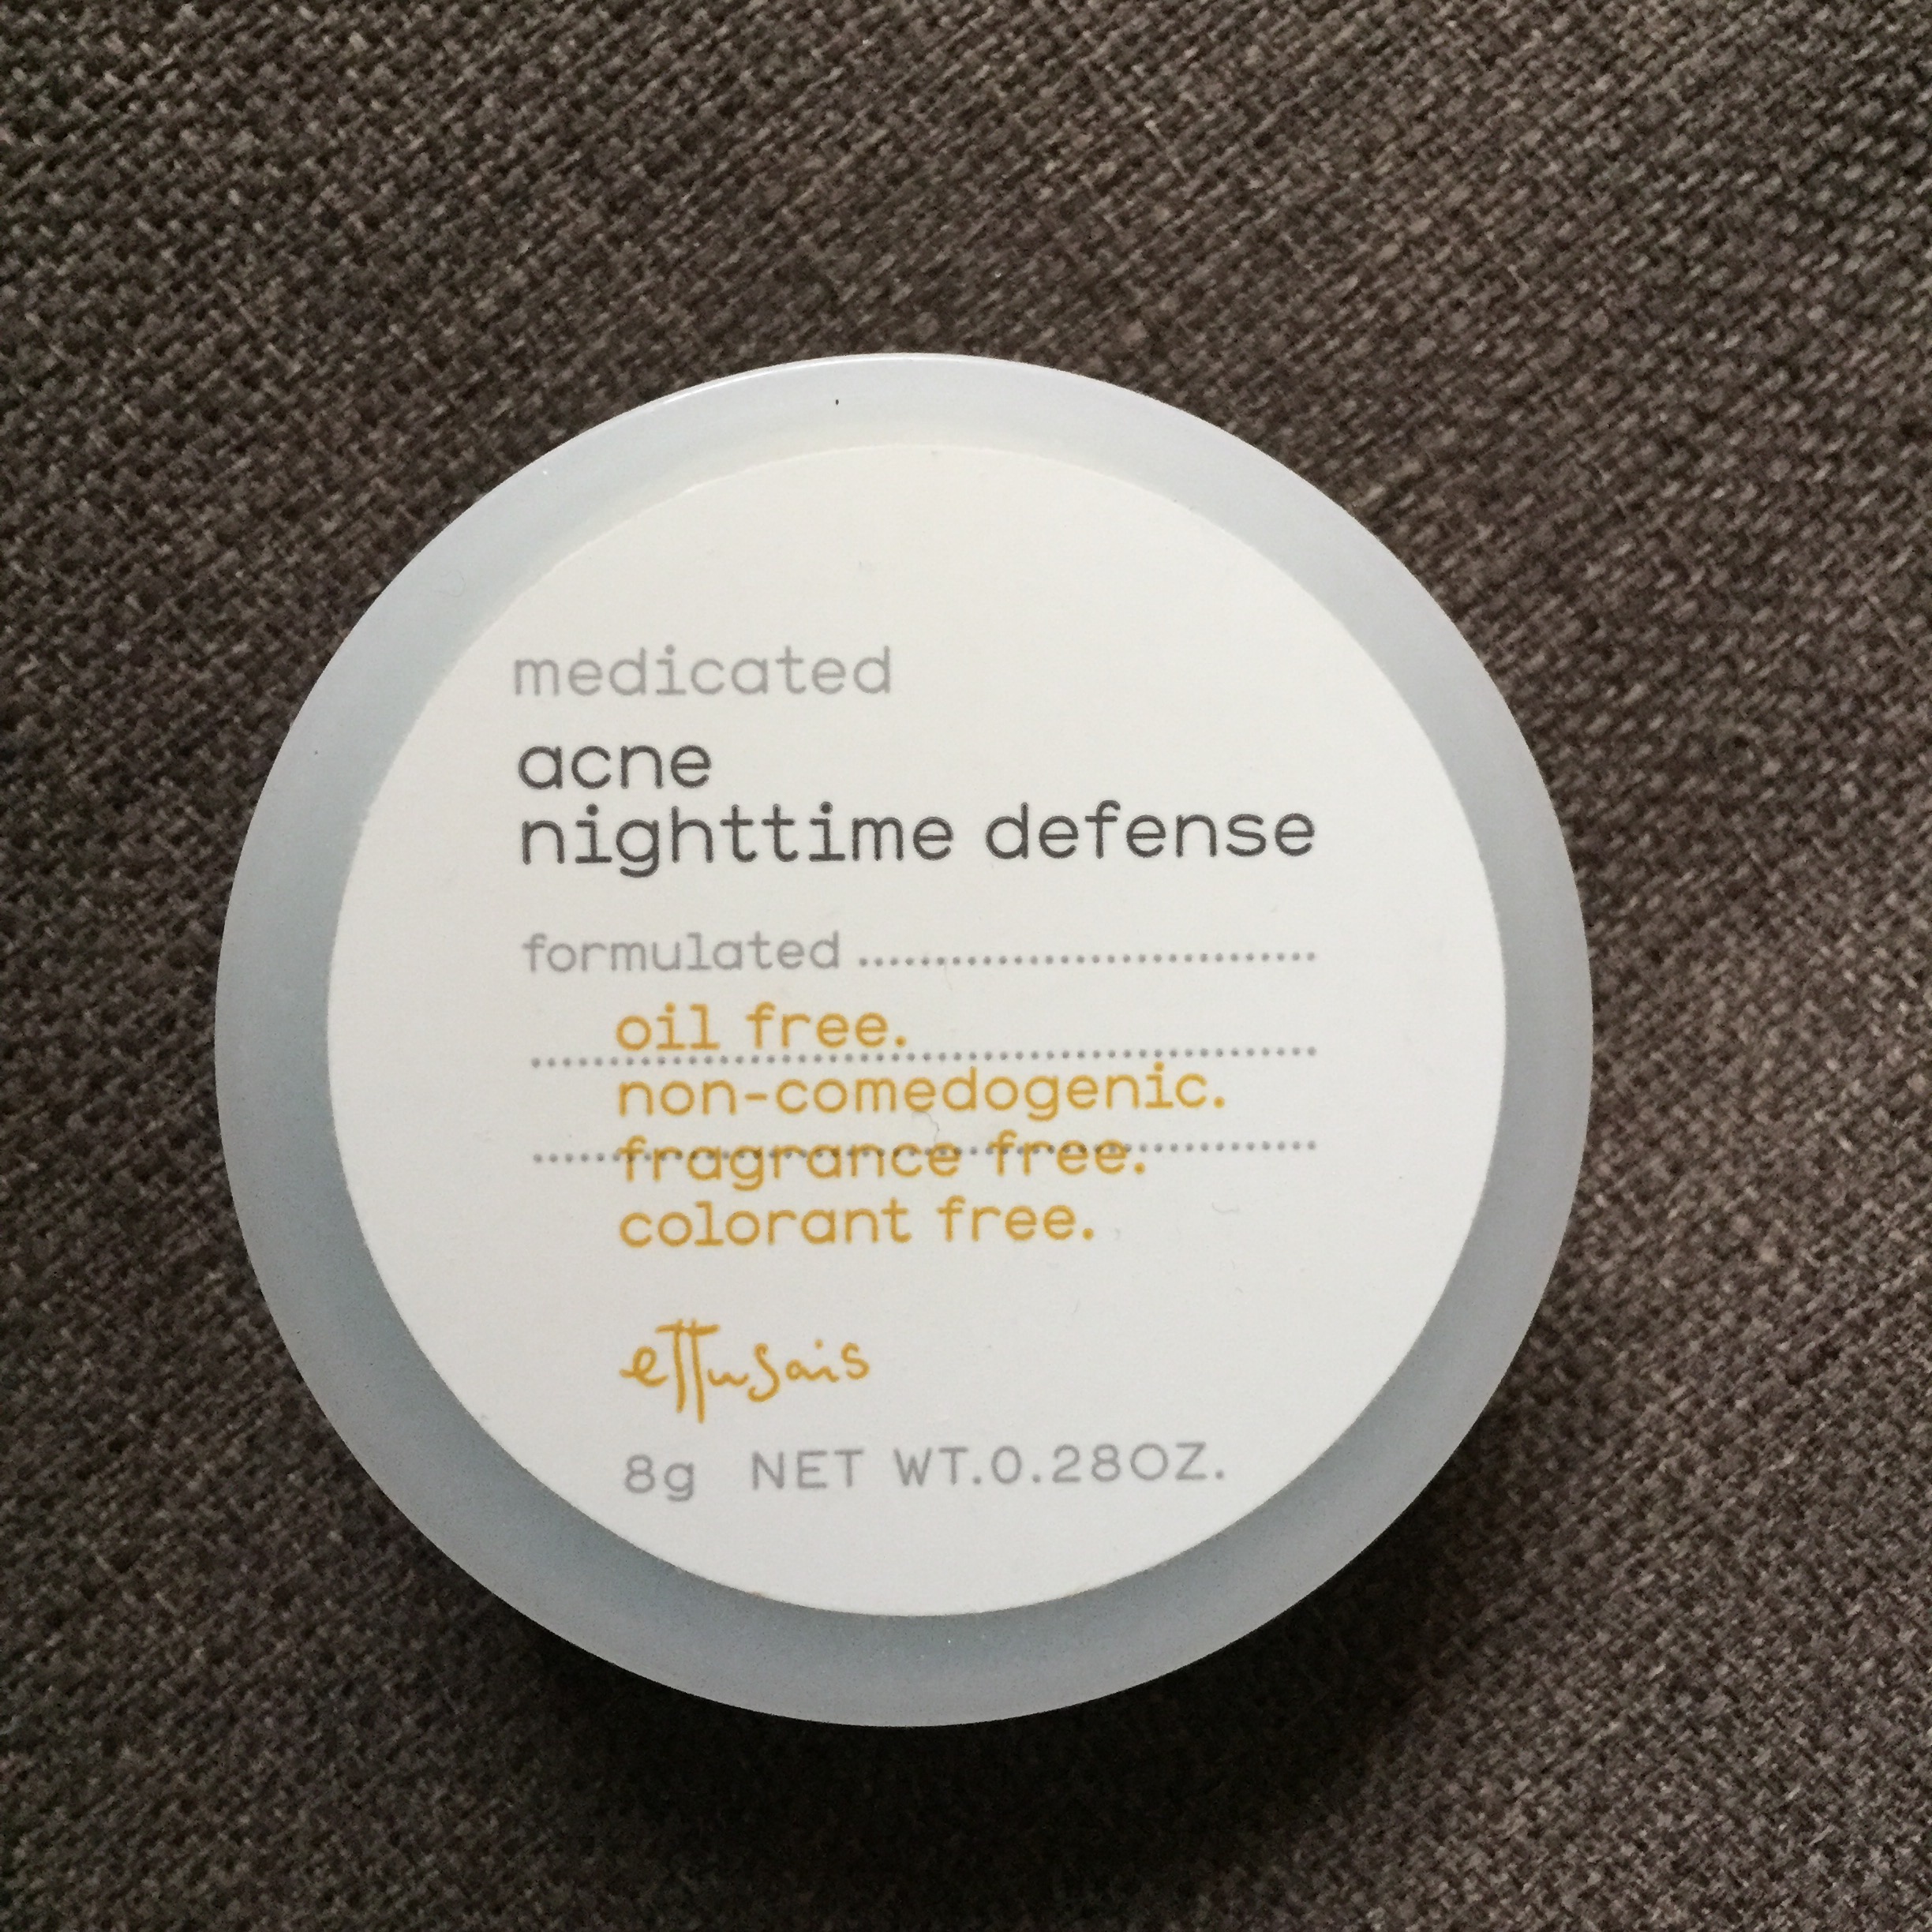 medicated
acne
nighttime defense
formulated ..............................
oil free.
non-comedogenic.
fragrance free.
colorant free.
ettusais
8g NET WT.0.28OZ.